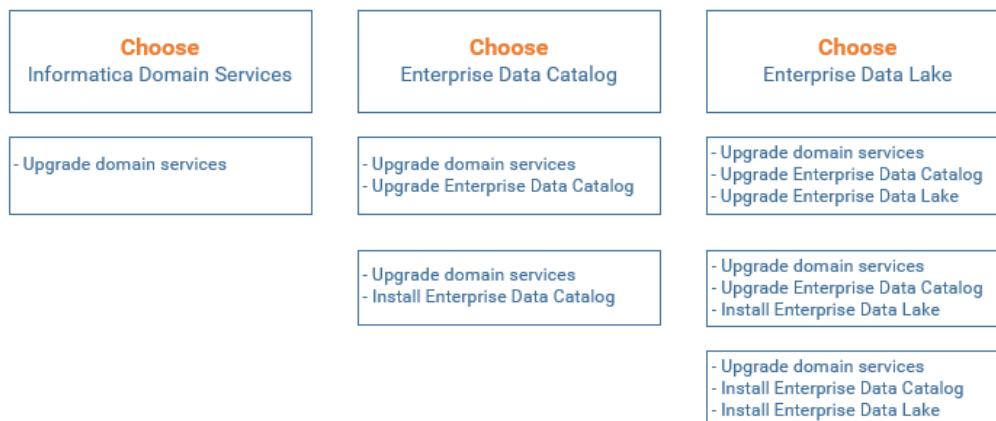 Choose
Informatica Domain Services
- Upgrade domain services
Choose
Enterprise Data Catalog
- Upgrade domain services
- Upgrade Enterprise Data Catalog
- Upgrade domain services
- Install Enterprise Data Catalog
Choose
Enterprise Data Lake
- Upgrade domain services
- Upgrade Enterprise Data Catalog
- Upgrade Enterprise Data Lake
- Upgrade domain services
- Upgrade Enterprise Data Catalog
- Install Enterprise Data Lake
- Upgrade domain services
- Install Enterprise Data Catalog
- Install Enterprise Data Lake